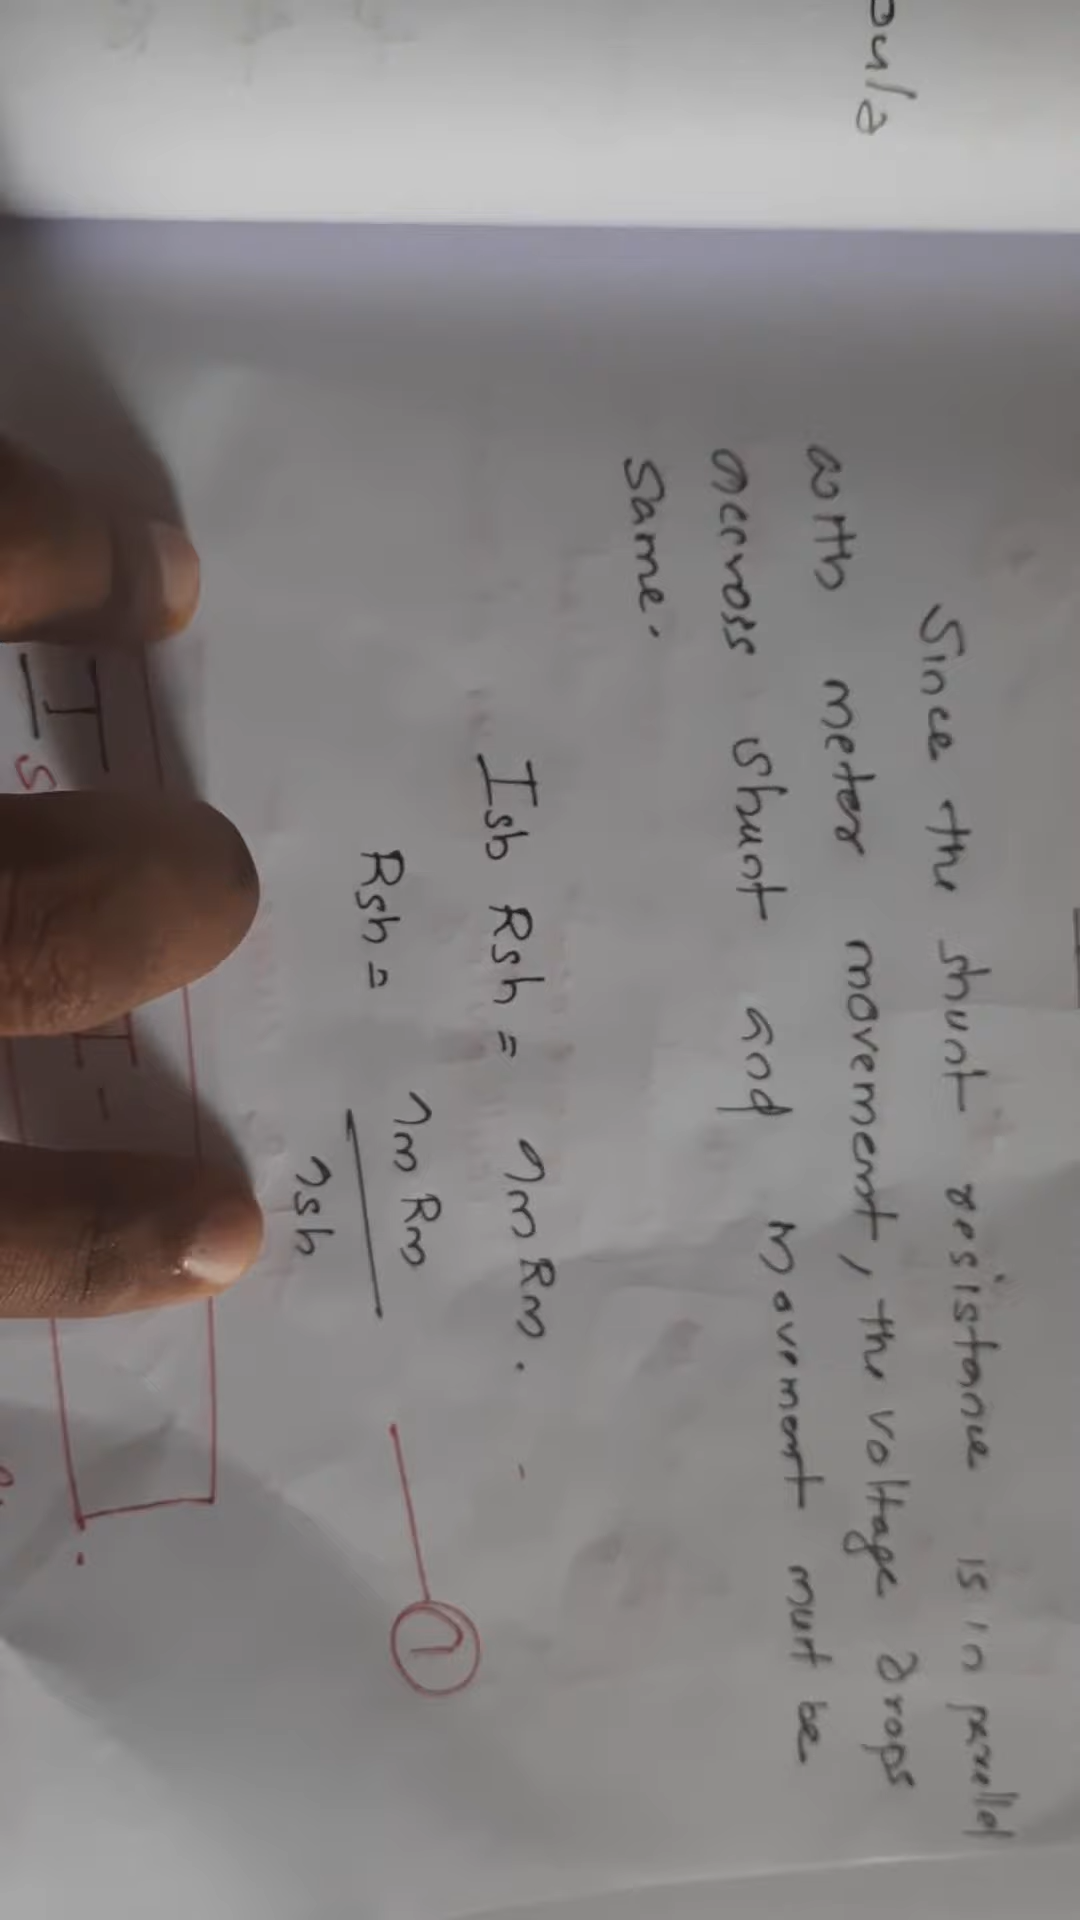 Since the shunt resistance is in parellel
with meter movement, the voltage drops
across shunt and movement must be
same.
Ish Rsh = Im Rm.
Rsh = Im Rm / Ish
1